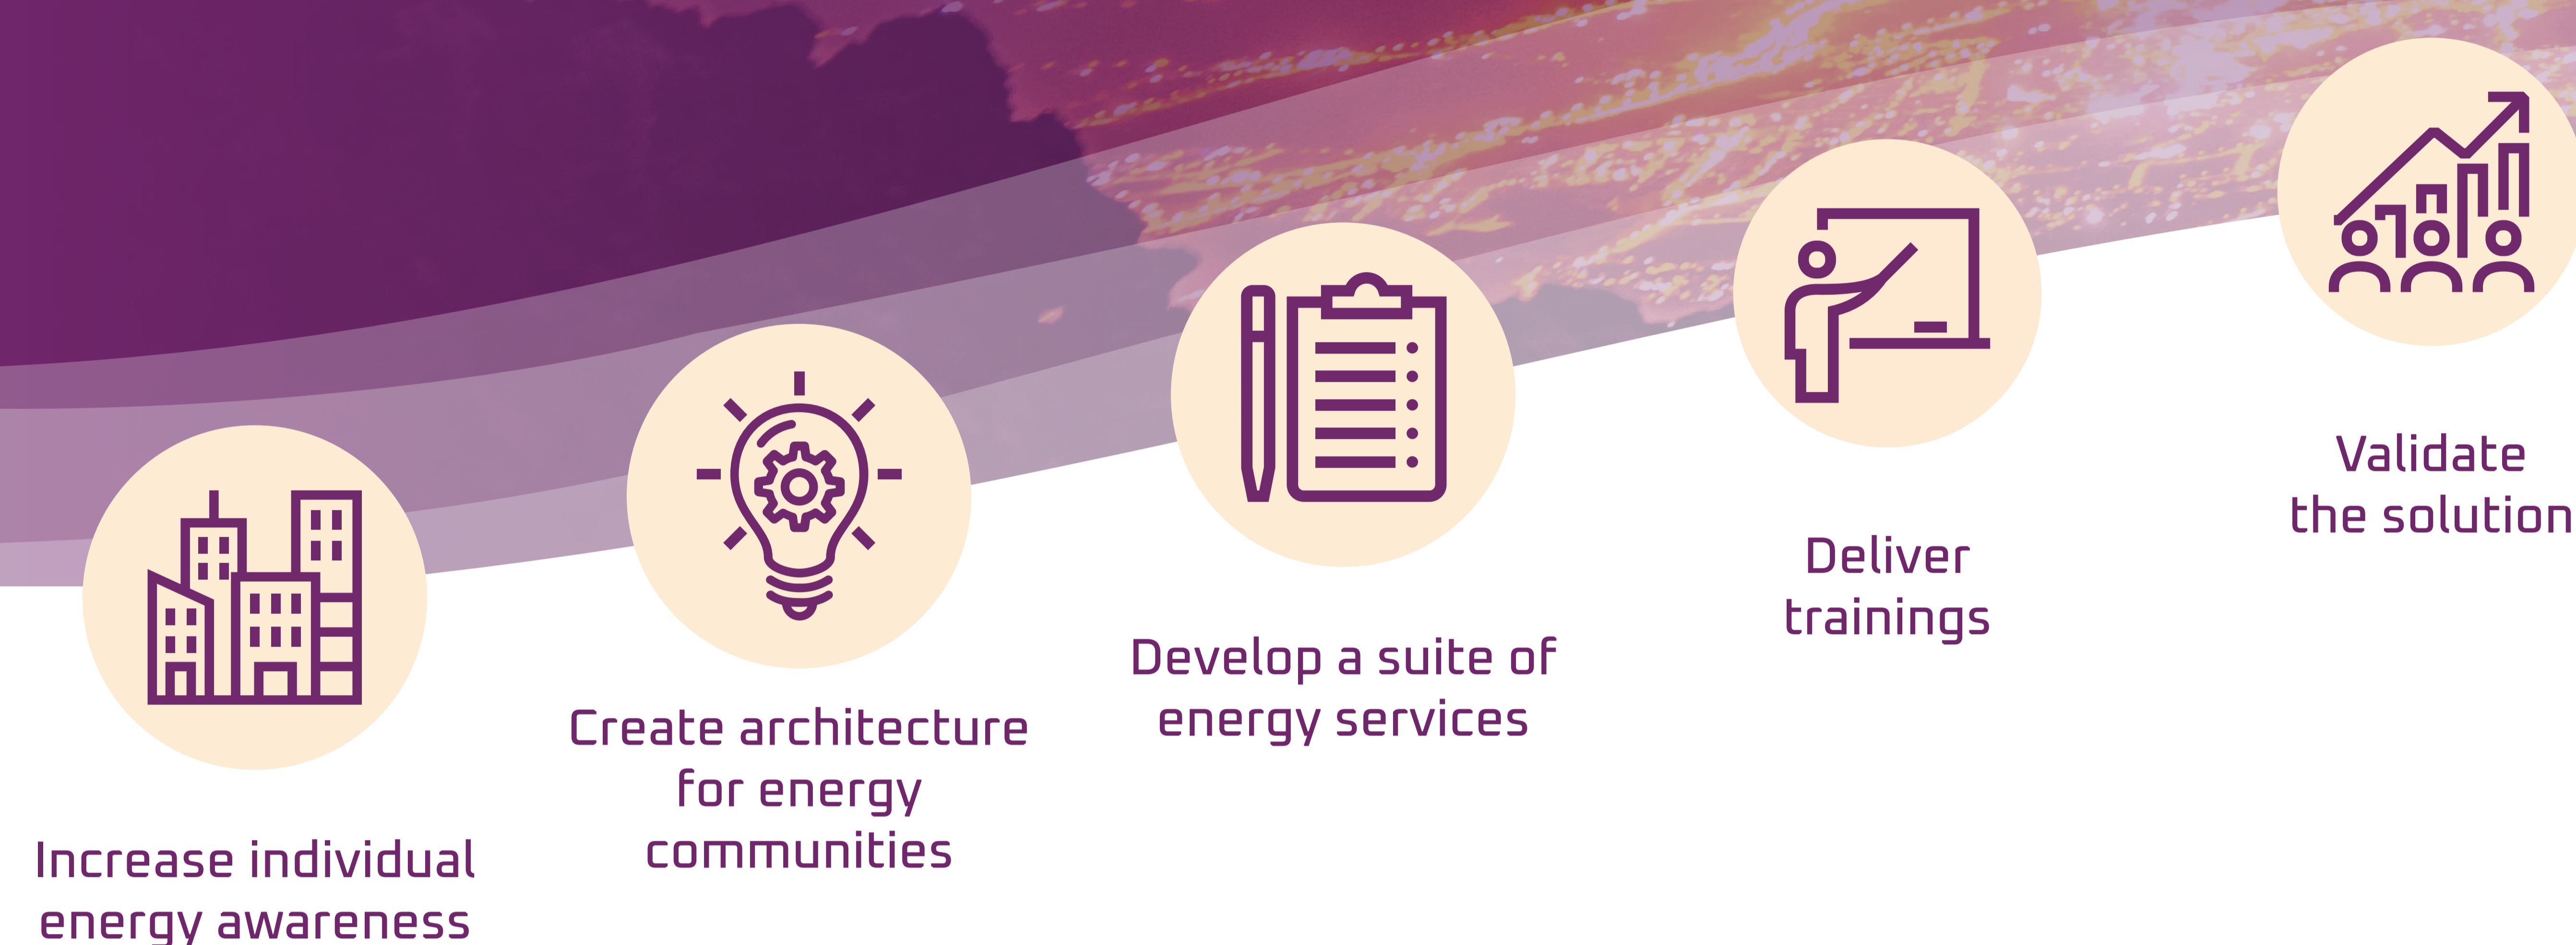 Increase individual
energy awareness
Create architecture
for energy
communities
Develop a suite of
energy services
Deliver
trainings
Validate
the solution